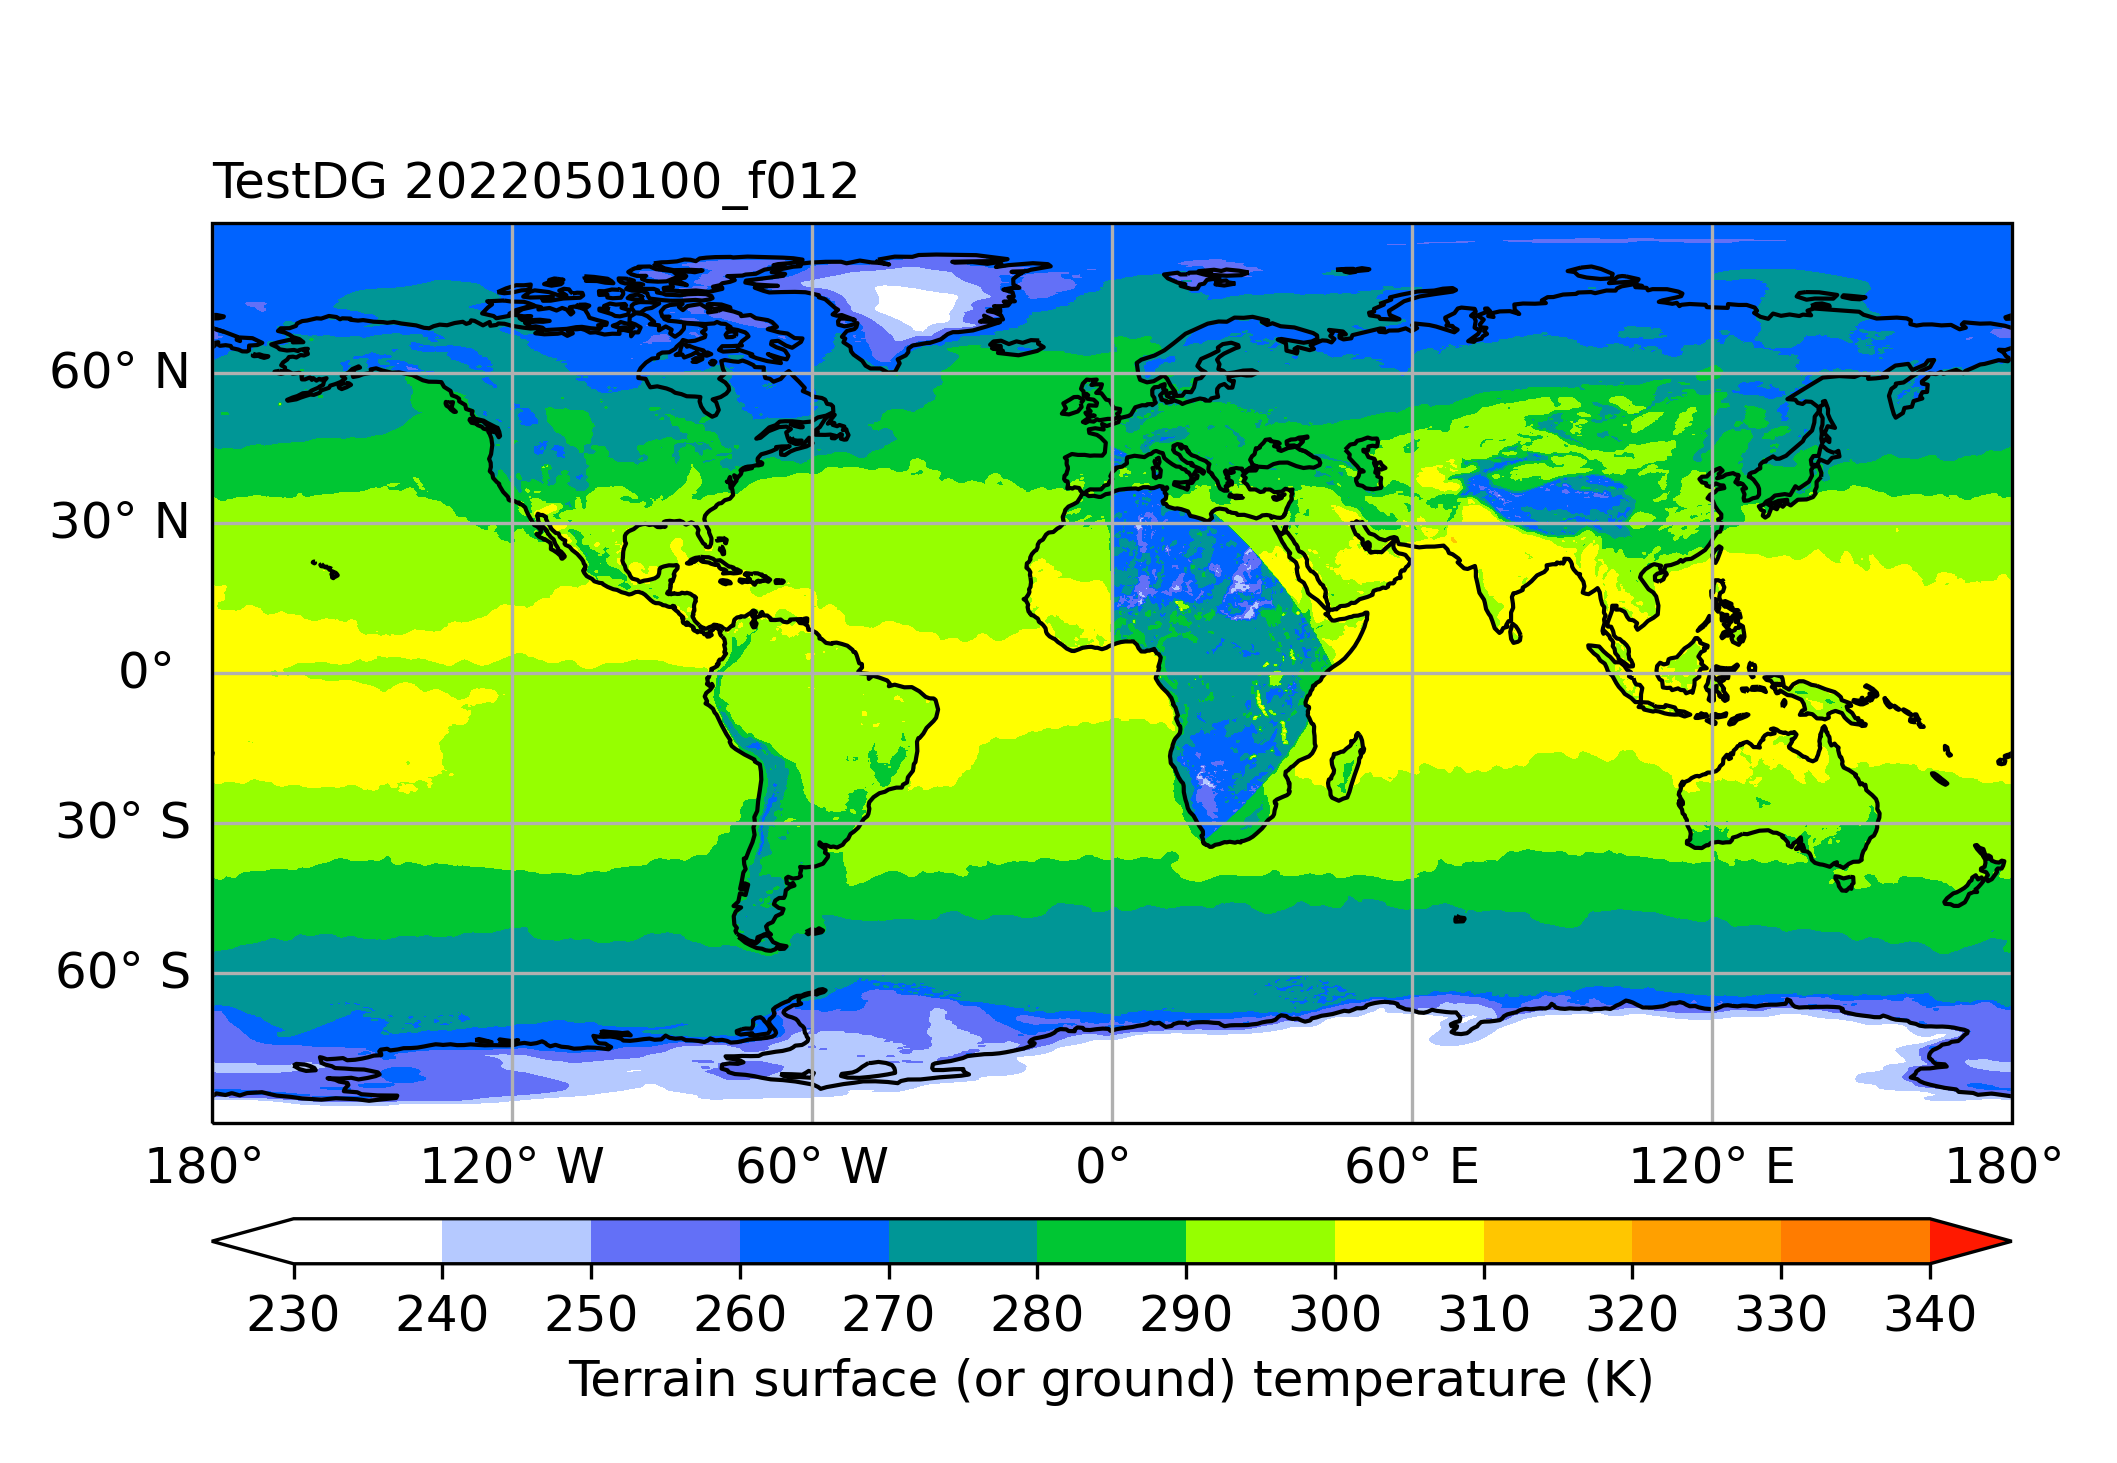 TestDG 2022050100_f012
60° N
30° N
0°
30° S
60° S
180° 120° W 60° W 0° 60° E 120° E 180°
230 240 250 260 270 280 290 300 310 320 330 340
Terrain surface (or ground) temperature (K)